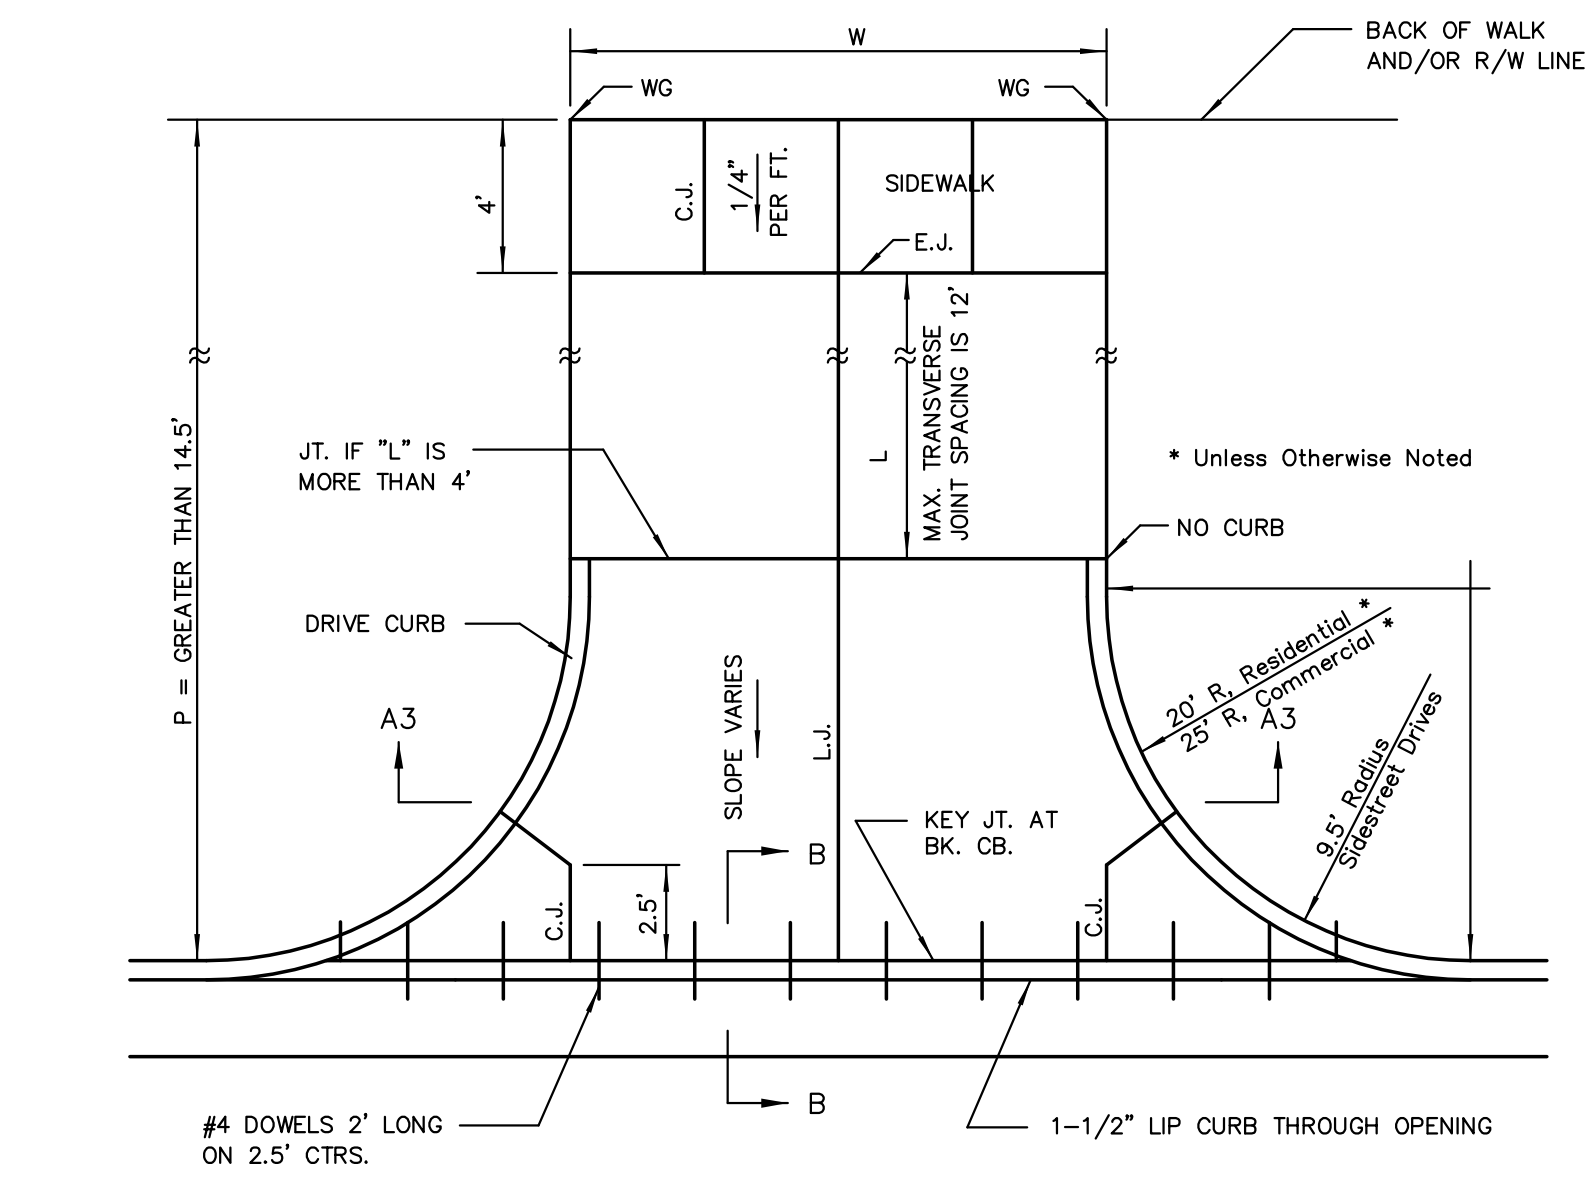 W
BACK OF WALK
AND/OR R/W LINE
WG
WG
4'
C.J.
1/4"
PER FT.
SIDEWALK
E.J.
MAX. TRANSVERSE
JOINT SPACING IS 12'
L
P = GREATER THAN 14.5'
JT. IF "L" IS
MORE THAN 4'
* Unless Otherwise Noted
NO CURB
DRIVE CURB
20' R, Residential *
25' R, Commercial *
A3
A3
SLOPE VARIES
L.J.
9.5' Radius
Sidestreet Drives
KEY JT. AT
BK. CB.
B
C.J.
2.5'
C.J.
B
#4 DOWELS 2' LONG
ON 2.5' CTRS.
1-1/2" LIP CURB THROUGH OPENING